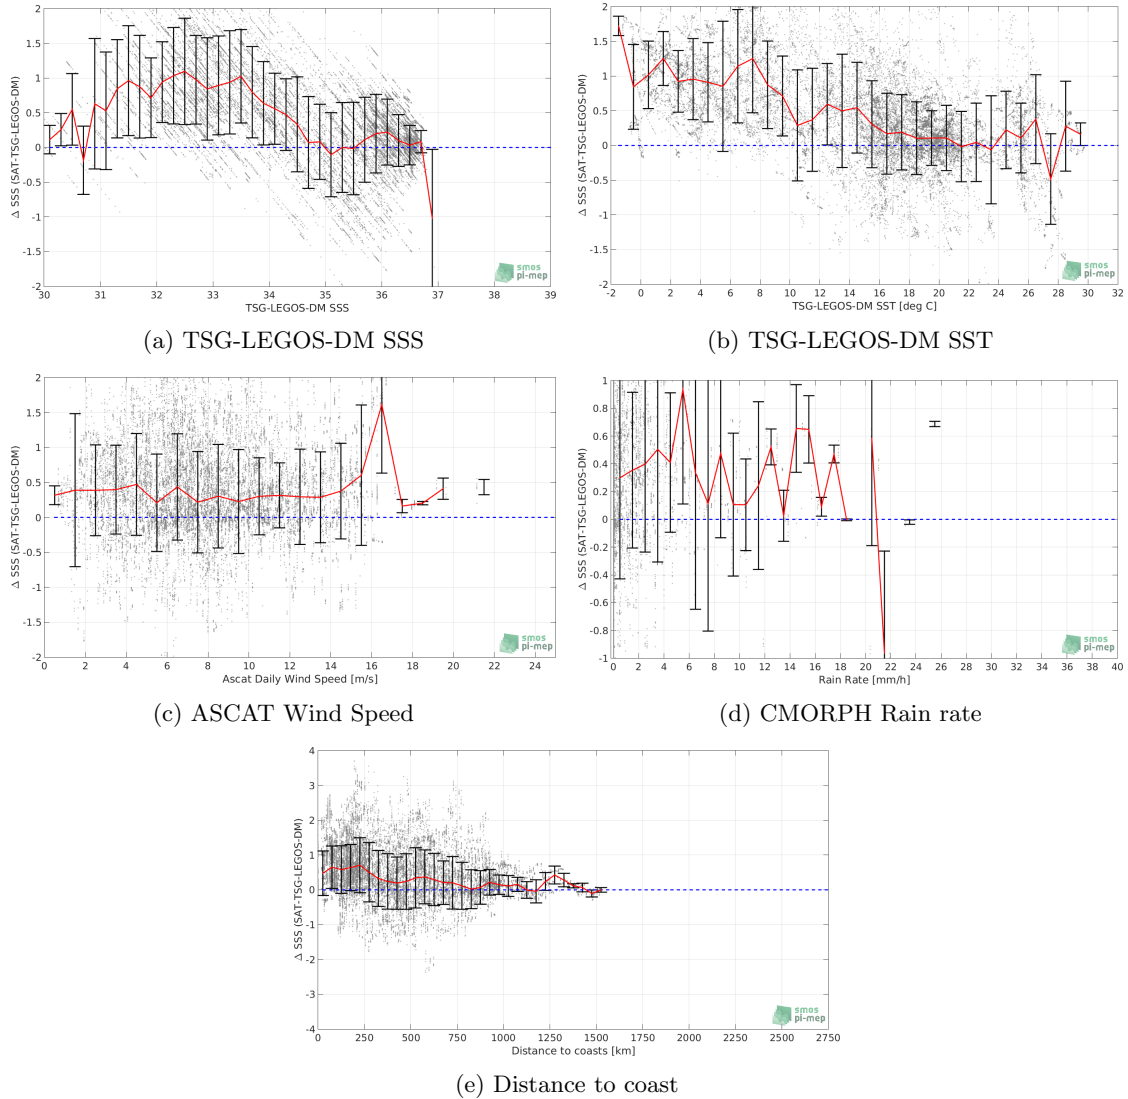 2
1.5
1
0.5
0
-0.5
-1
-1.5
-2
Δ SSS (SAT-TSG-LEGOS-DM)
30 31 32 33 34 35 36 37 38 39
TSG-LEGOS-DM SSS
smos
pi-mep
(a) TSG-LEGOS-DM SSS
2
1.5
1
0.5
0
-0.5
-1
-1.5
-2
Δ SSS (SAT-TSG-LEGOS-DM)
-2 0 2 4 6 8 10 12 14 16 18 20 22 24 26 28 30 32
TSG-LEGOS-DM SST [deg C]
smos
pi-mep
(b) TSG-LEGOS-DM SST
2
1.5
1
0.5
0
-0.5
-1
-1.5
-2
Δ SSS (SAT-TSG-LEGOS-DM)
0 2 4 6 8 10 12 14 16 18 20 22 24
Ascat Daily Wind Speed [m/s]
smos
pi-mep
(c) ASCAT Wind Speed
1
0.8
0.6
0.4
0.2
0
-0.2
-0.4
-0.6
-0.8
-1
Δ SSS (SAT-TSG-LEGOS-DM)
0 2 4 6 8 10 12 14 16 18 20 22 24 26 28 30 32 34 36 38 40
Rain Rate [mm/h]
smos
pi-mep
(d) CMORPH Rain rate
4
3
2
1
0
-1
-2
-3
-4
Δ SSS (SAT-TSG-LEGOS-DM)
0 250 500 750 1000 1250 1500 1750 2000 2250 2500 2750
Distance to coasts [km]
smos
pi-mep
(e) Distance to coast